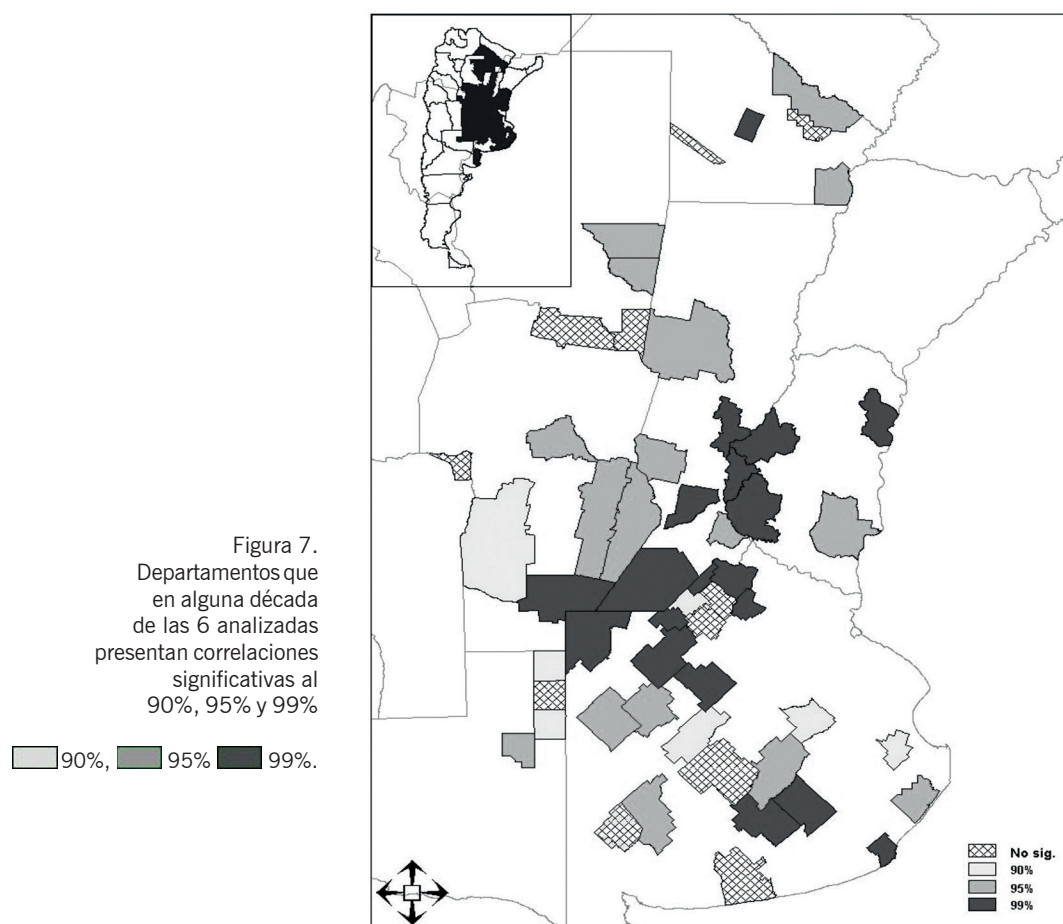 Figura 7.
Departamentos que
en alguna década
de las 6 analizadas
presentan correlaciones
significativas al
90%, 95% y 99%
90%, 95% 99%.
No sig.
90%
95%
99%